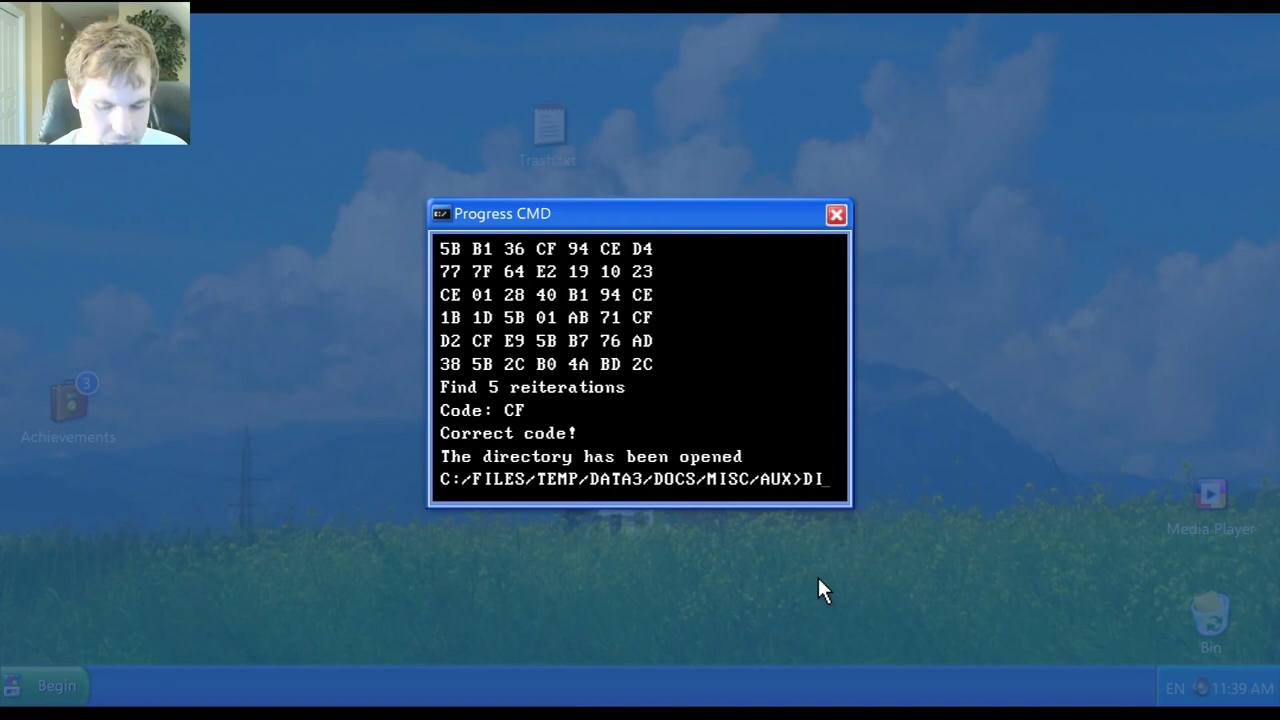 Trash.txt
Progress CMD
5B B1 36 CF 94 CE D4
77 7F 64 E2 19 10 23
CE 01 28 40 B1 94 CE
1B 1D 5B 01 AB 71 CF
D2 CF E9 5B B7 76 AD
38 5B 2C B0 4A BD 2C
Find 5 reiterations
Code: CF
Correct code!
The directory has been opened
C:/FILES/TEMP/DATA3/DOCS/MISC/AUX>DI_
3
Achievements
Media Player
Bin
Begin
EN 11:39 AM